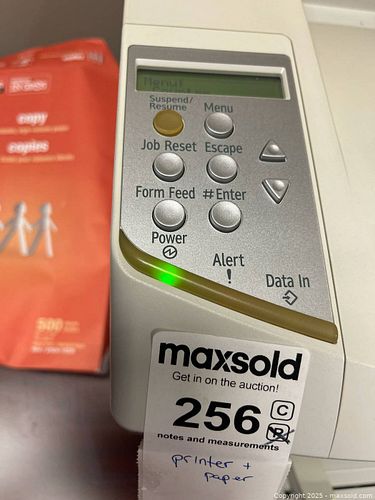 copy
copies
500
Menu!
Suspend/
Resume
Menu
Job Reset
Escape
Form Feed
#Enter
Power
Alert
!
Data In
maxsold
Get in on the auction!
256
C
R
notes and measurements
printer +
paper
Copyright 2025 - maxsold.com